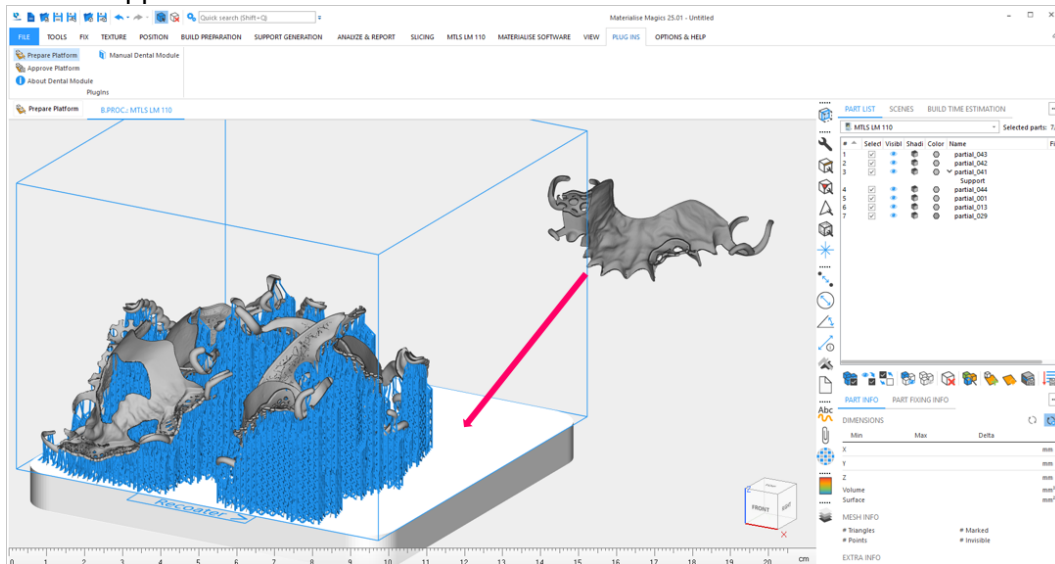 Quick search (Shift+Q)
Materialise Magics 25.01 - Untitled
FILE TOOLS FIX TEXTURE POSITION BUILD PREPARATION SUPPORT GENERATION ANALYZE & REPORT SLICING MTLS LM 110 MATERIALISE SOFTWARE VIEW PLUG INS OPTIONS & HELP
Prepare Platform Manual Dental Module
Approve Platform
About Dental Module
Plugins
Prepare Platform B.PROC.: MTLS LM 110
PART LIST SCENES BUILD TIME ESTIMATION
MTLS LM 110 Selected parts: 7
# Select Visibl Shadi Color Name
1 partial_043
2 partial_042
3 partial_041
Support
4 partial_044
5 partial_001
6 partial_013
7 partial_029
Abc
PART INFO PART FIXING INFO
DIMENSIONS
Min Max Delta
X mm
Y mm
Z mm
Volume mm³
Surface mm²
MESH INFO
# Triangles # Marked
# Points # Invisible
EXTRA INFO
Recoater
Z
FRONT
X
0 1 2 3 4 5 6 7 8 9 10 11 12 13 14 15 16 17 18 19 20 cm